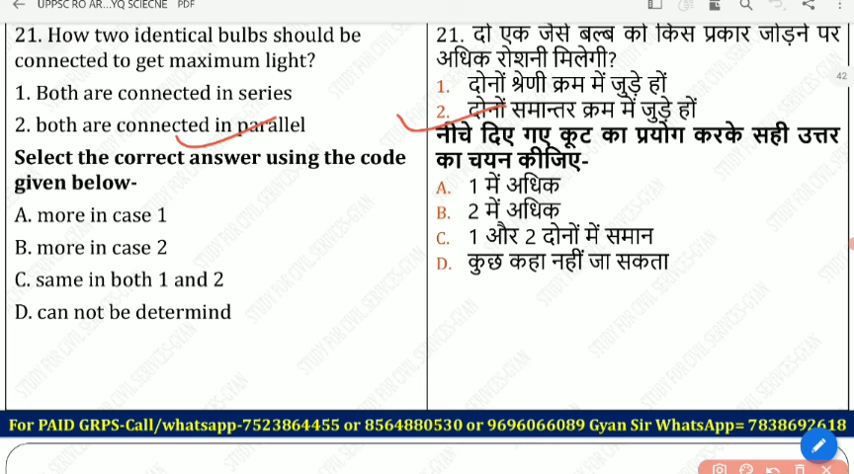 UPPSC RO AR...YQ SCIECNE PDF
21. How two identical bulbs should be
connected to get maximum light?
1. Both are connected in series
2. both are connected in parallel
Select the correct answer using the code
given below-
A. more in case 1
B. more in case 2
C. same in both 1 and 2
D. can not be determind
21. दो एक जैसे बल्ब को किस प्रकार जोड़ने पर
अधिक रोशनी मिलेगी?
1. दोनों श्रेणी क्रम में जुड़े हों
2. दोनों समान्तर क्रम में जुड़े हों
नीचे दिए गए कूट का प्रयोग करके सही उत्तर
का चयन कीजिए-
A. 1 में अधिक
B. 2 में अधिक
C. 1 और 2 दोनों में समान
D. कुछ कहा नहीं जा सकता
42
For PAID GRPS-Call/whatsapp-7523864455 or 8564880530 or 9696066089 Gyan Sir WhatsApp= 7838692618
STUDY FOR CIVIL SERVICES-GYAN